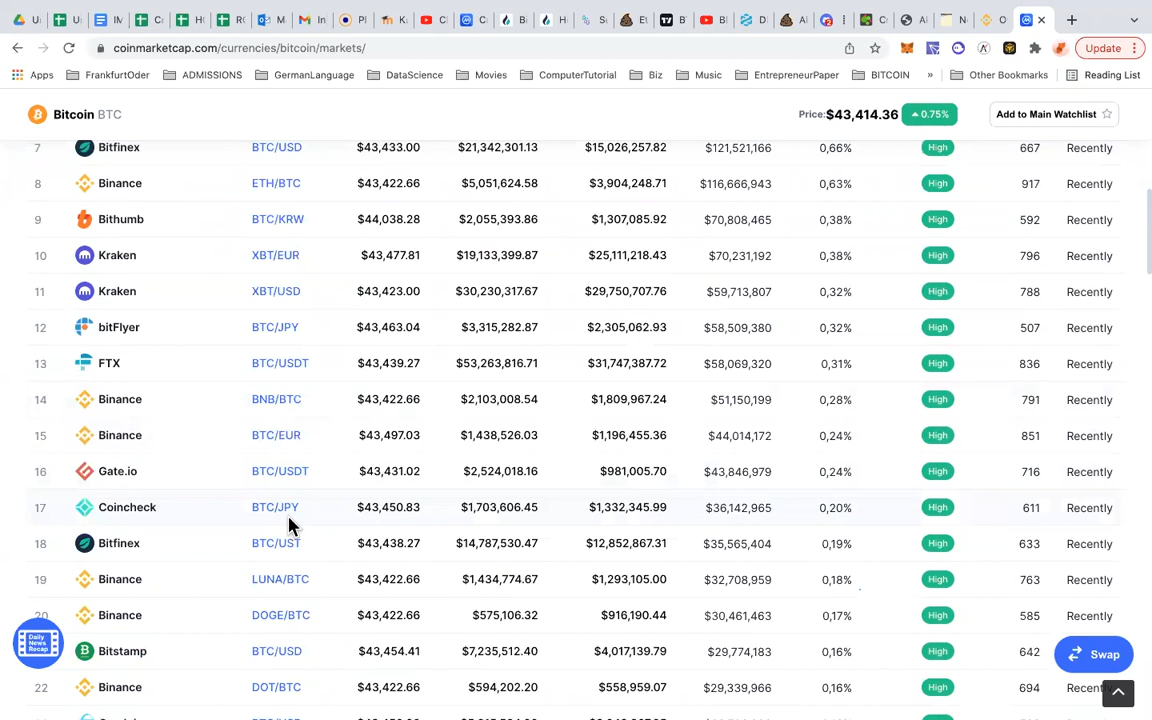 U
IM
C
C
H
C
R
M
In
P
Ka
C
C
B
H
A
E
B
B
D
A
C
Al
N
O
coinmarketcap.com/currencies/bitcoin/markets/
Update
Apps FrankfurtOder ADMISSIONS GermanLanguage DataScience Movies ComputerTutorial Biz Music EntrepreneurPaper BITCOIN » Other Bookmarks Reading List
Bitcoin BTC Price: $43,414.36 0.75% Add to Main Watchlist
7 Bitfinex BTC/USD $43,433.00 $21,342,301.13 $15,026,257.82 $121,521,166 0,66% High 667 Recently
8 Binance ETH/BTC $43,422.66 $5,051,624.58 $3,904,248.71 $116,666,943 0,63% High 917 Recently
9 Bithumb BTC/KRW $44,038.28 $2,055,393.86 $1,307,085.92 $70,808,465 0,38% High 592 Recently
10 Kraken XBT/EUR $43,477.81 $19,133,399.87 $25,111,218.43 $70,231,192 0,38% High 796 Recently
11 Kraken XBT/USD $43,423.00 $30,230,317.67 $29,750,707.76 $59,713,807 0,32% High 788 Recently
12 bitFlyer BTC/JPY $43,463.04 $3,315,282.87 $2,305,062.93 $58,509,380 0,32% High 507 Recently
13 FTX BTC/USDT $43,439.27 $53,263,816.71 $31,747,387.72 $58,069,320 0,31% High 836 Recently
14 Binance BNB/BTC $43,422.66 $2,103,008.54 $1,809,967.24 $51,150,199 0,28% High 791 Recently
15 Binance BTC/EUR $43,497.03 $1,438,526.03 $1,196,455.36 $44,014,172 0,24% High 851 Recently
16 Gate.io BTC/USDT $43,431.02 $2,524,018.16 $981,005.70 $43,846,979 0,24% High 716 Recently
17 Coincheck BTC/JPY $43,450.83 $1,703,606.45 $1,332,345.99 $36,142,965 0,20% High 611 Recently
18 Bitfinex BTC/UST $43,438.27 $14,787,530.47 $12,852,867.31 $35,565,404 0,19% High 633 Recently
19 Binance LUNA/BTC $43,422.66 $1,434,774.67 $1,293,105.00 $32,708,959 0,18% High 763 Recently
20 Binance DOGE/BTC $43,422.66 $575,106.32 $916,190.44 $30,461,463 0,17% High 585 Recently
Daily
News
Recap
Bitstamp BTC/USD $43,454.41 $7,235,512.40 $4,017,139.79 $29,774,183 0,16% High 642 Swap
22 Binance DOT/BTC $43,422.66 $594,202.20 $558,959.07 $29,339,966 0,16% High 694 Recently